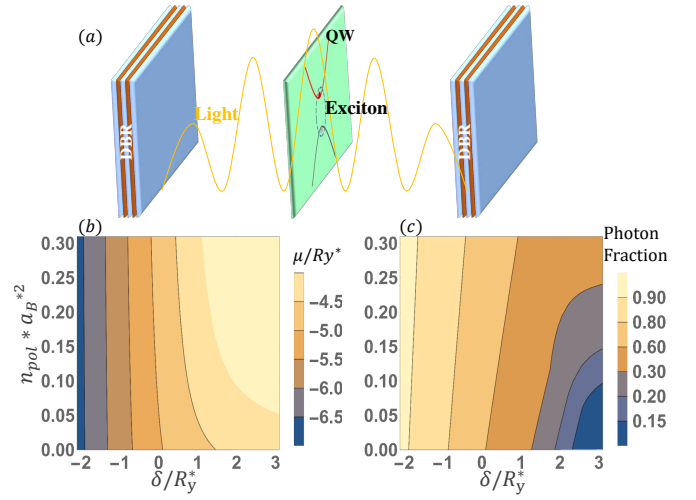 (a)
QW
Exciton
Light
DBR
DBR
(b)
(c)
μ/Ry*
Photon
Fraction
0.30
0.25
0.20
0.15
0.10
0.05
0.00
n_pol * a_B*²
−2
−1
0
1
2
3
δ/R_y^*
−4.5
−5.0
−5.5
−6.0
−6.5
0.30
0.25
0.20
0.15
0.10
0.05
0.00
−2
−1
0
1
2
3
δ/R_y^*
0.90
0.80
0.60
0.30
0.20
0.15